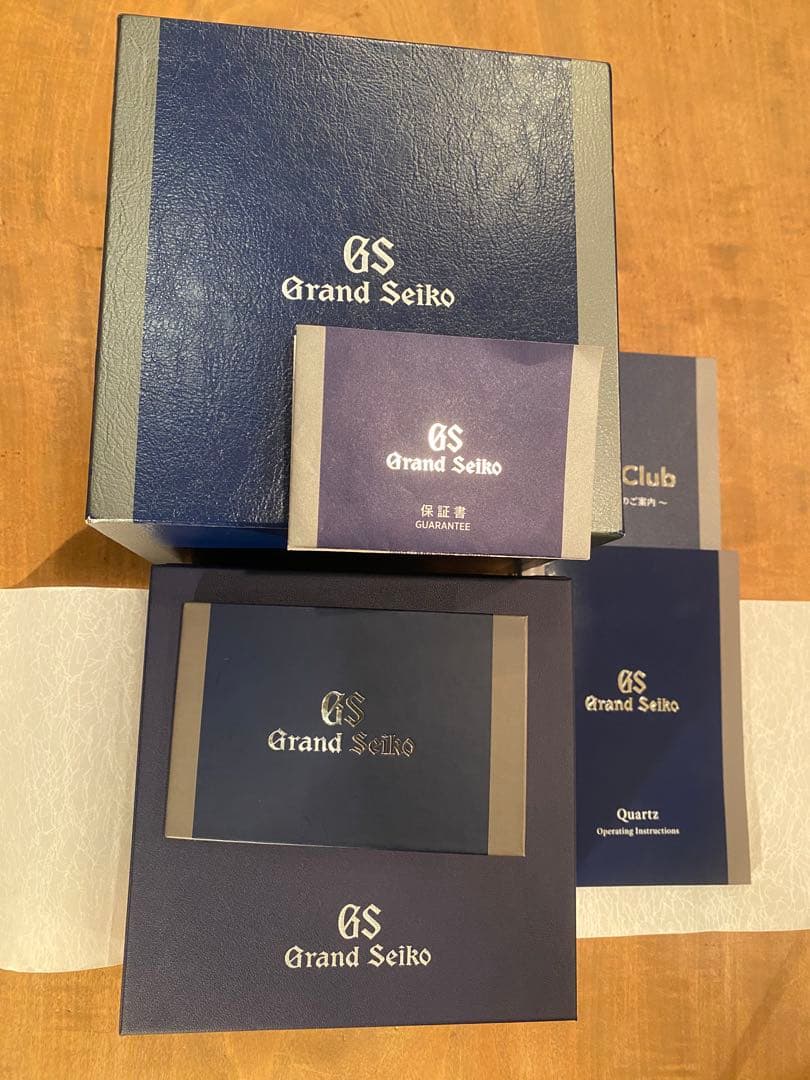 GS
Grand Seiko
GS
Grand Seiko
保証書
GUARANTEE
Club
のご案内 ～
GS
Grand Seiko
Quartz
Operating Instructions
GS
Grand Seiko
GS
Grand Seiko